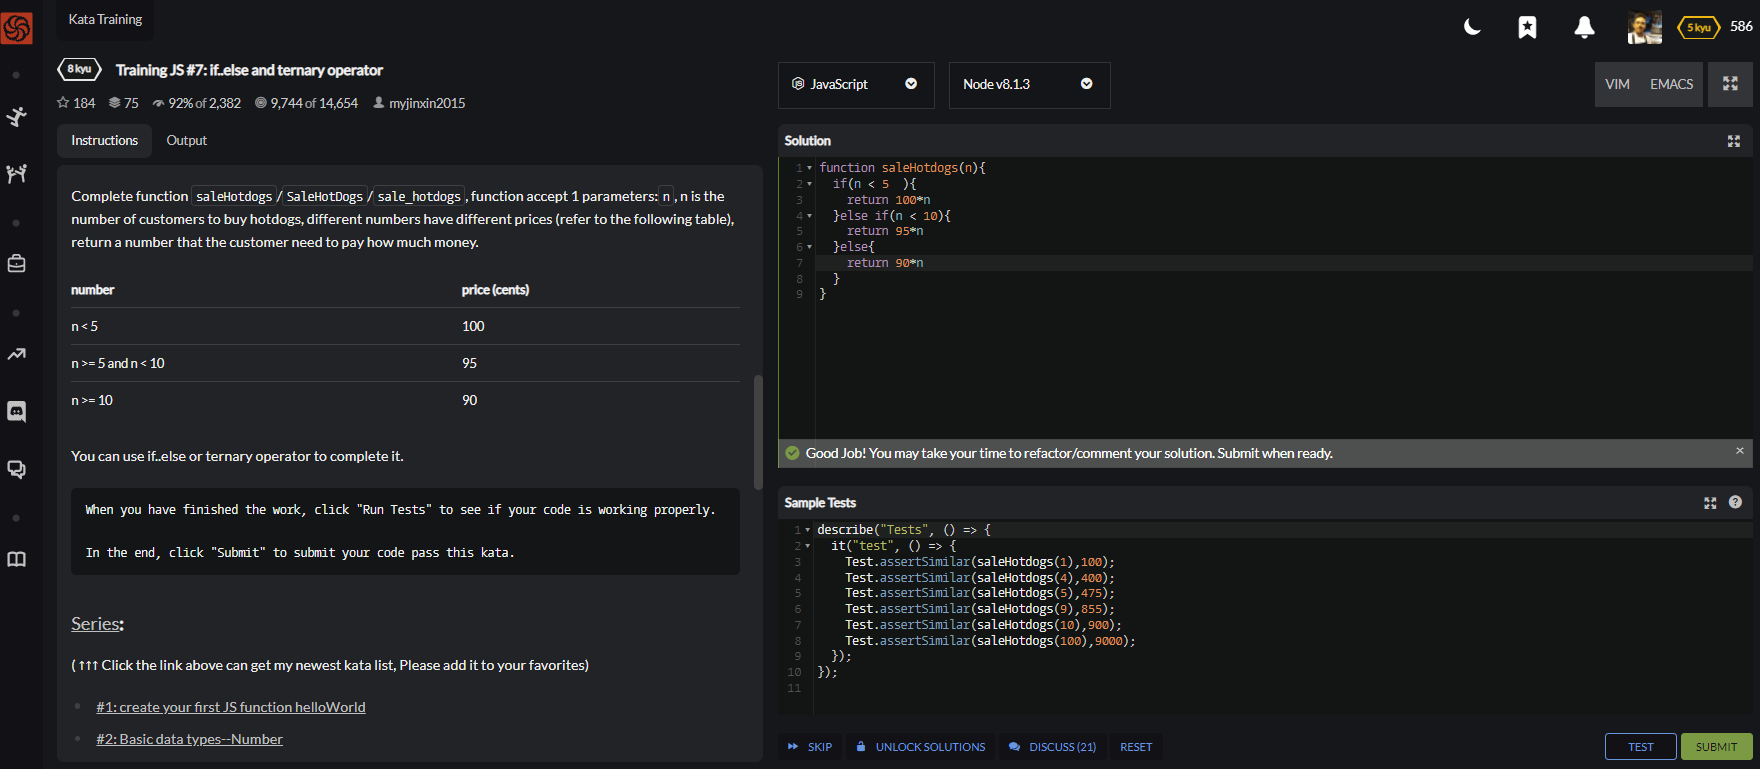 Kata Training
5 kyu 586
8 kyu Training JS #7: if..else and ternary operator
184 75 92% of 2,382 9,744 of 14,654 myjinxin2015
Instructions Output
Complete function saleHotdogs/SaleHotDogs/sale_hotdogs, function accept 1 parameters:n, n is the
number of customers to buy hotdogs, different numbers have different prices (refer to the following table),
return a number that the customer need to pay how much money.
number price (cents)
n < 5 100
n >= 5 and n < 10 95
n >= 10 90
You can use if..else or ternary operator to complete it.
When you have finished the work, click "Run Tests" to see if your code is working properly.
In the end, click "Submit" to submit your code pass this kata.
Series:
( ↑↑↑ Click the link above can get my newest kata list, Please add it to your favorites)
#1: create your first JS function helloWorld
#2: Basic data types--Number
JavaScript Node v8.1.3 VIM EMACS
Solution
1 function saleHotdogs(n){
2 if(n < 5  ){
3 return 100*n
4 }else if(n < 10){
5 return 95*n
6 }else{
7 return 90*n
8 }
9 }
Good Job! You may take your time to refactor/comment your solution. Submit when ready. ×
Sample Tests ?
1 describe("Tests", () => {
2 it("test", () => {
3 Test.assertSimilar(saleHotdogs(1),100);
4 Test.assertSimilar(saleHotdogs(4),400);
5 Test.assertSimilar(saleHotdogs(5),475);
6 Test.assertSimilar(saleHotdogs(9),855);
7 Test.assertSimilar(saleHotdogs(10),900);
8 Test.assertSimilar(saleHotdogs(100),9000);
9 });
10 });
11
SKIP UNLOCK SOLUTIONS DISCUSS (21) RESET TEST SUBMIT